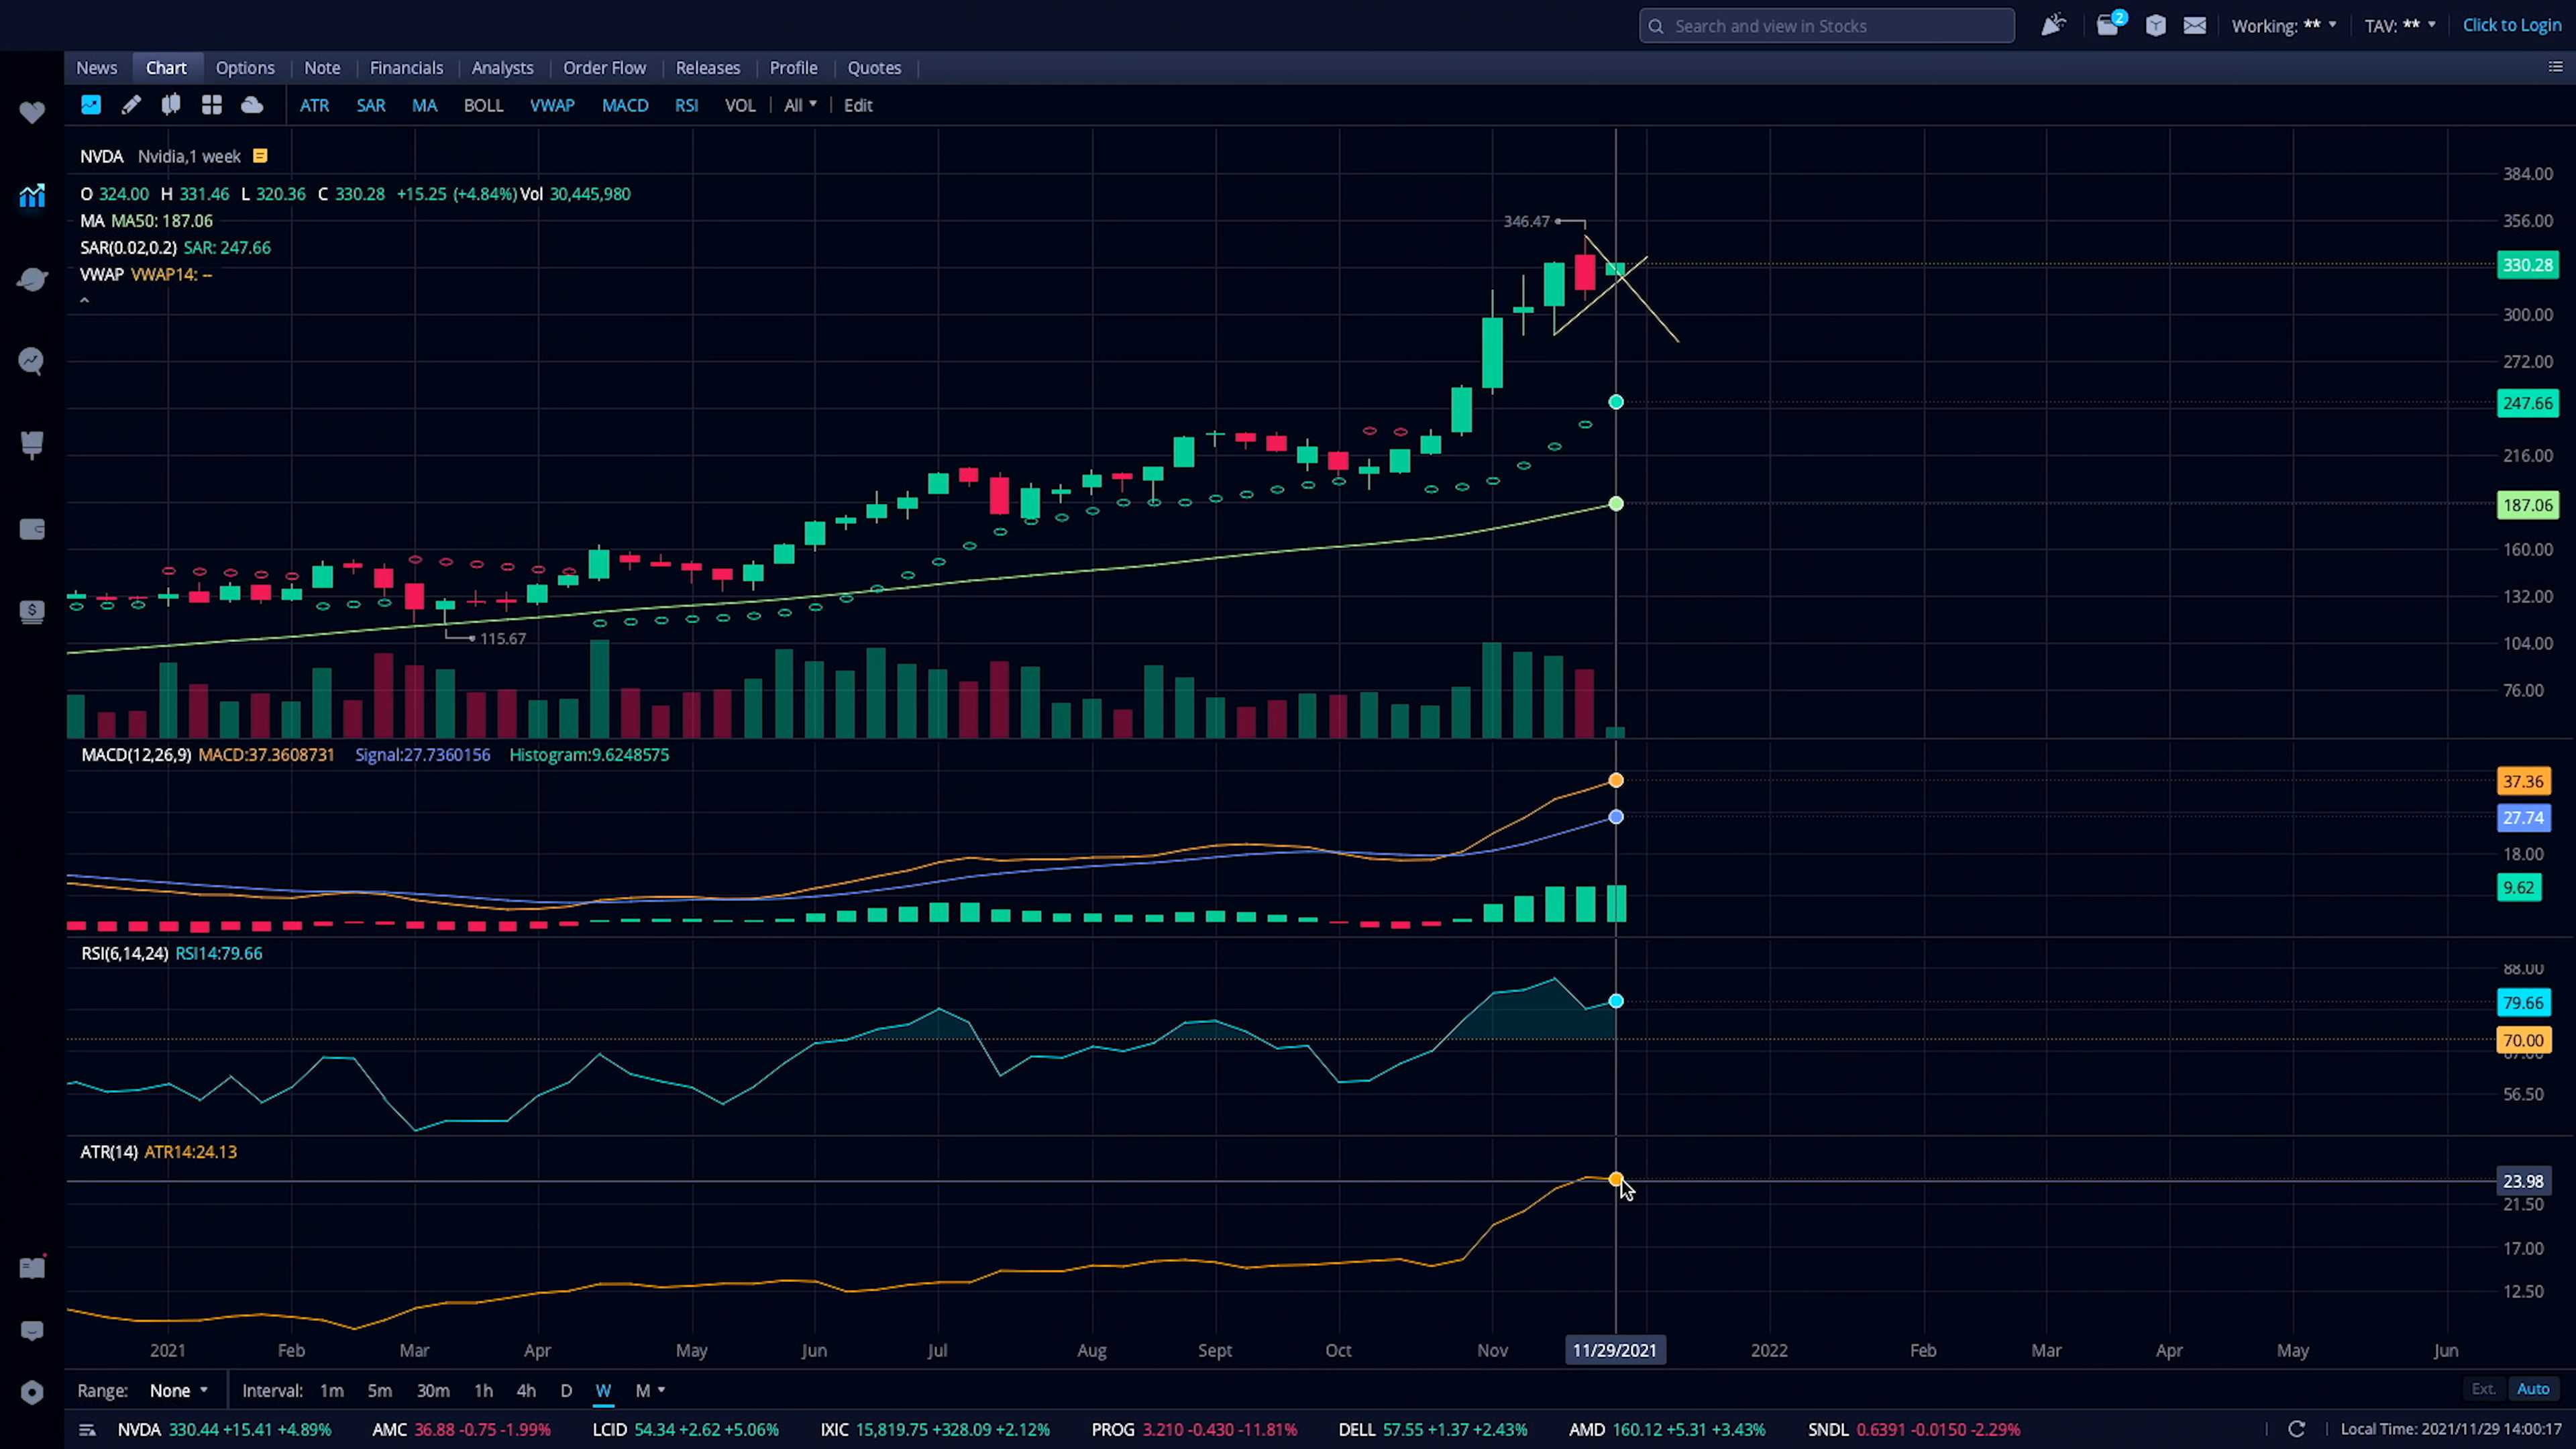 Search and view in Stocks
2
Working: **
TAV: **
Click to Login
News Chart Options Note Financials Analysts Order Flow Releases Profile Quotes
ATR SAR MA BOLL VWAP MACD RSI VOL All Edit
NVDA Nvidia,1 week
O 324.00 H 331.46 L 320.36 C 330.28 +15.25 (+4.84%) Vol 30,445,980
MA MA50: 187.06
SAR(0.02,0.2) SAR: 247.66
VWAP VWAP14: --
346.47
115.67
384.00
356.00
330.28
300.00
272.00
247.66
216.00
187.06
160.00
132.00
104.00
76.00
MACD(12,26,9) MACD:37.3608731 Signal:27.7360156 Histogram:9.6248575
37.36
27.74
18.00
9.62
RSI(6,14,24) RSI14:79.66
88.00
79.66
70.00
56.50
ATR(14) ATR14:24.13
23.98
21.50
17.00
12.50
2021 Feb Mar Apr May Jun Jul Aug Sept Oct Nov 11/29/2021 2022 Feb Mar Apr May Jun
Range: None Interval: 1m 5m 30m 1h 4h D W M Ext. Auto
NVDA 330.44 +15.41 +4.89% AMC 36.88 -0.75 -1.99% LCID 54.34 +2.62 +5.06% IXIC 15,819.75 +328.09 +2.12% PROG 3.210 -0.430 -11.81% DELL 57.55 +1.37 +2.43% AMD 160.12 +5.31 +3.43% SNDL 0.6391 -0.0150 -2.29% Local Time: 2021/11/29 14:00:17